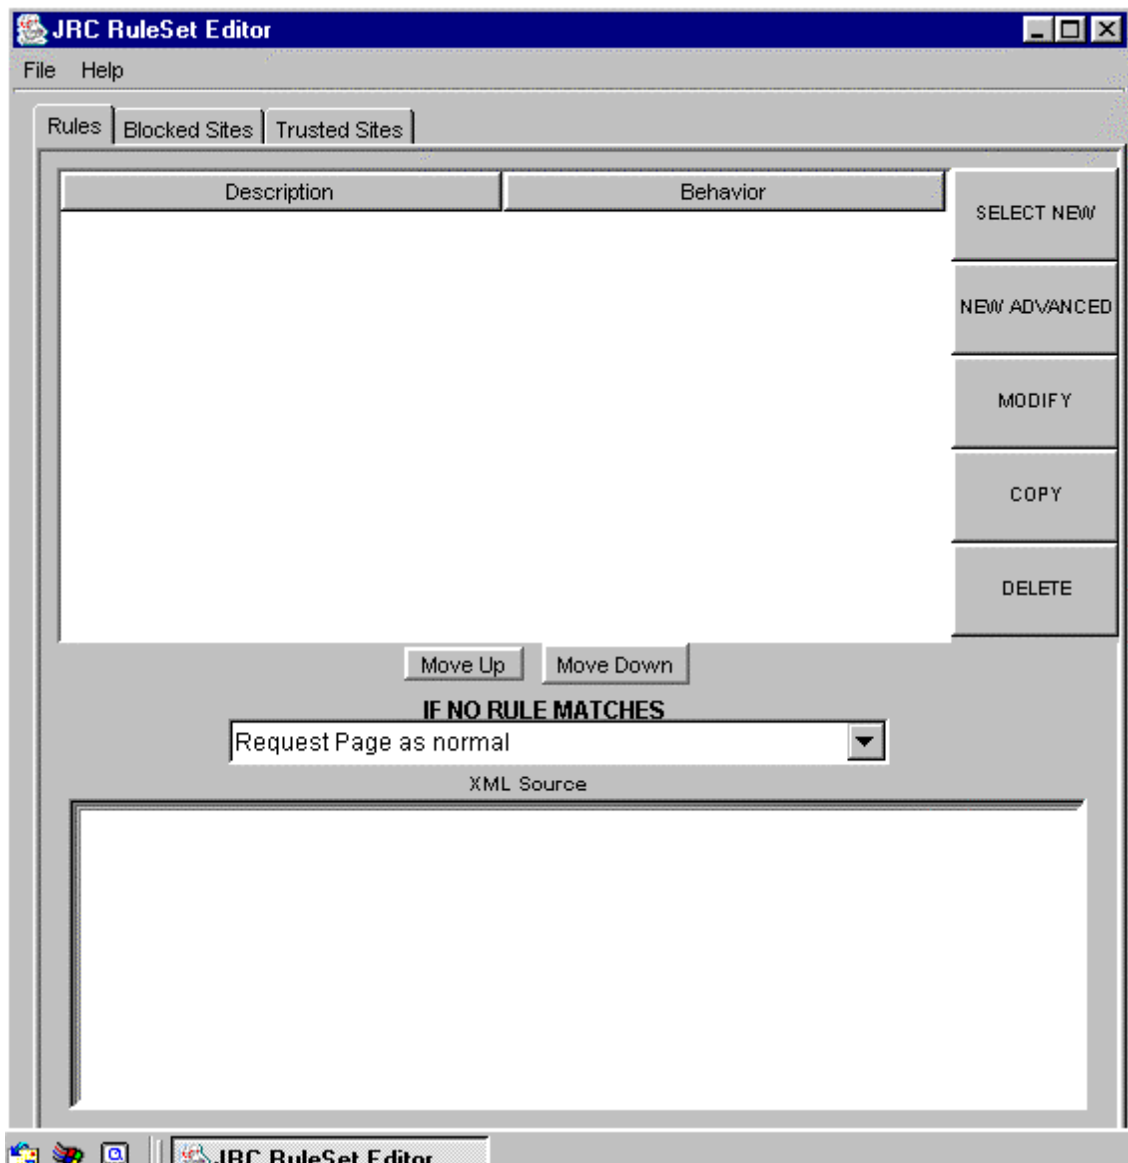 JRC RuleSet Editor
File Help
Rules Blocked Sites Trusted Sites
Description Behavior
SELECT NEW
NEW ADVANCED
MODIFY
COPY
DELETE
Move Up Move Down
IF NO RULE MATCHES
Request Page as normal
XML Source
JRC RuleSet Editor